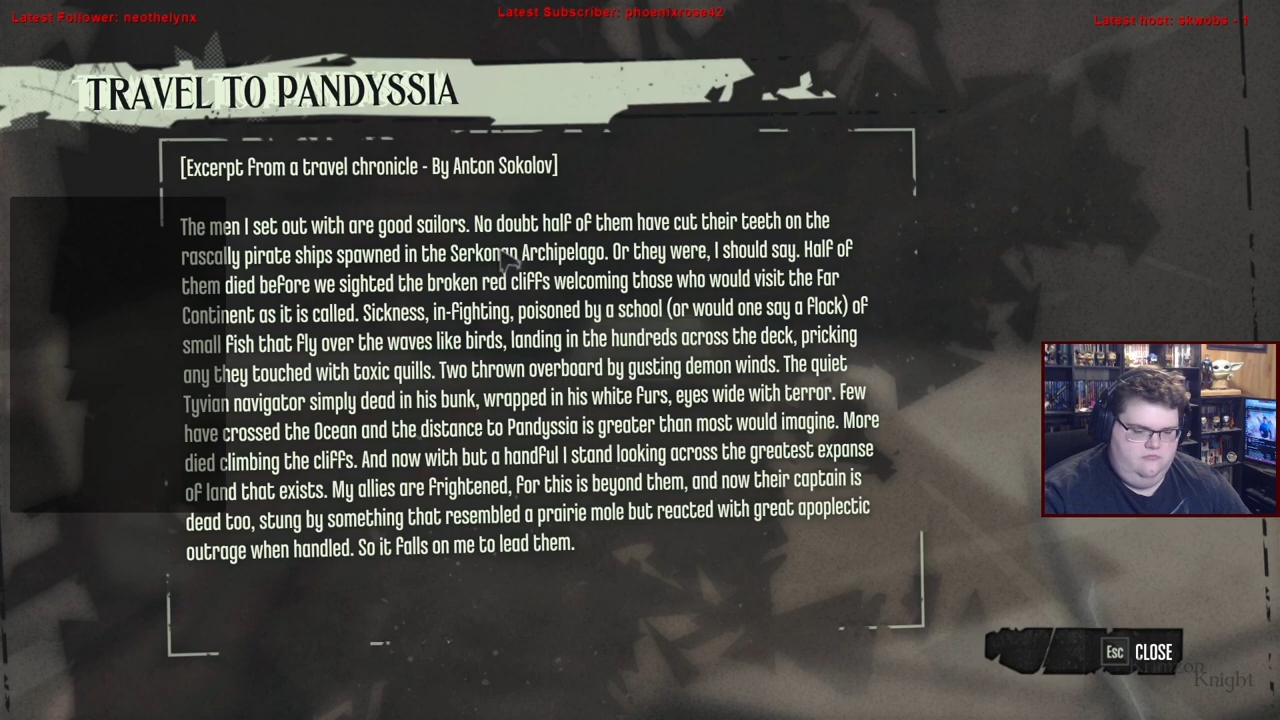 Latest Follower: neothelynx
Latest Subscriber: phoenixrose42
Latest host: skwobs - 1
TRAVEL TO PANDYSSIA
[Excerpt from a travel chronicle - By Anton Sokolov]
The men I set out with are good sailors. No doubt half of them have cut their teeth on the
rascally pirate ships spawned in the Serkonan Archipelago. Or they were, I should say. Half of
them died before we sighted the broken red cliffs welcoming those who would visit the Far
Continent as it is called. Sickness, in-fighting, poisoned by a school (or would one say a flock) of
small fish that fly over the waves like birds, landing in the hundreds across the deck, pricking
any they touched with toxic quills. Two thrown overboard by gusting demon winds. The quiet
Tyvian navigator simply dead in his bunk, wrapped in his white furs, eyes wide with terror. Few
have crossed the Ocean and the distance to Pandyssia is greater than most would imagine. More
died climbing the cliffs. And now with but a handful I stand looking across the greatest expanse
of land that exists. My allies are frightened, for this is beyond them, and now their captain is
dead too, stung by something that resembled a prairie mole but reacted with great apoplectic
outrage when handled. So it falls on me to lead them.
Esc CLOSE
Knight